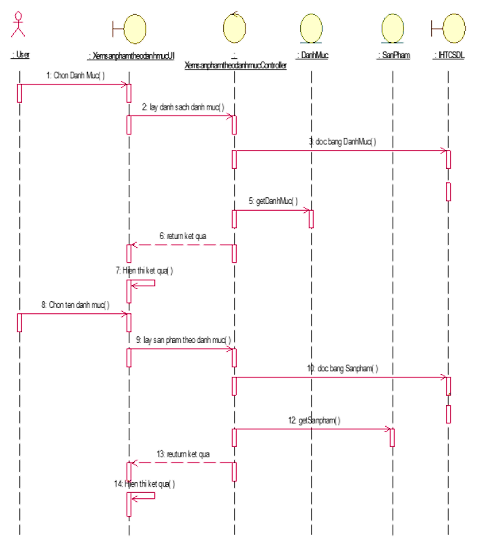 : User
: XemsanphamtheodanhmucUI
:
XemsanphamtheodanhmucController
: DanhMuc
: SanPham
: IHTCSDL
1: Chon Danh Muc( )
2: lay danh sach danh muc( )
3: doc bang DanhMuc( )
5: getDanhMuc( )
6: return ket qua
7: Hien thi ket qua( )
8: Chon ten danh muc( )
9: lay san pham theo danh muc( )
10: doc bang Sanpham( )
12: getSanpham( )
13: reuturn ket qua
14: Hien thi ket qua( )